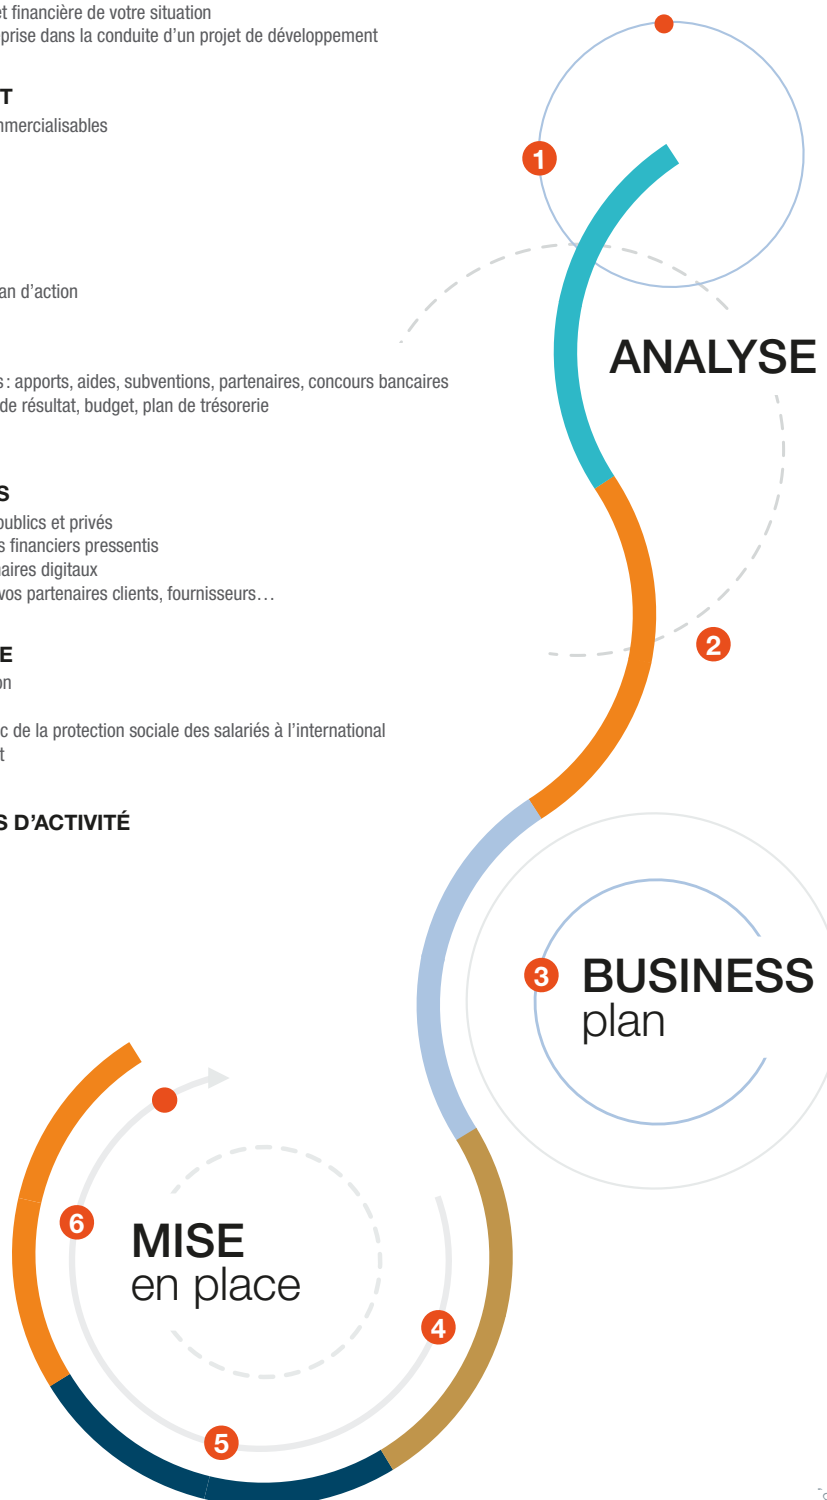 et financière de votre situation
prise dans la conduite d’un projet de développement
T
mmercialisables
an d’action
s : apports, aides, subventions, partenaires, concours bancaires
de résultat, budget, plan de trésorerie
S
publics et privés
s financiers pressentis
naires digitaux
vos partenaires clients, fournisseurs…
E
on
c de la protection sociale des salariés à l’international
t
S D’ACTIVITÉ
1
ANALYSE
2
3
BUSINESS
plan
6
MISE
en place
4
5